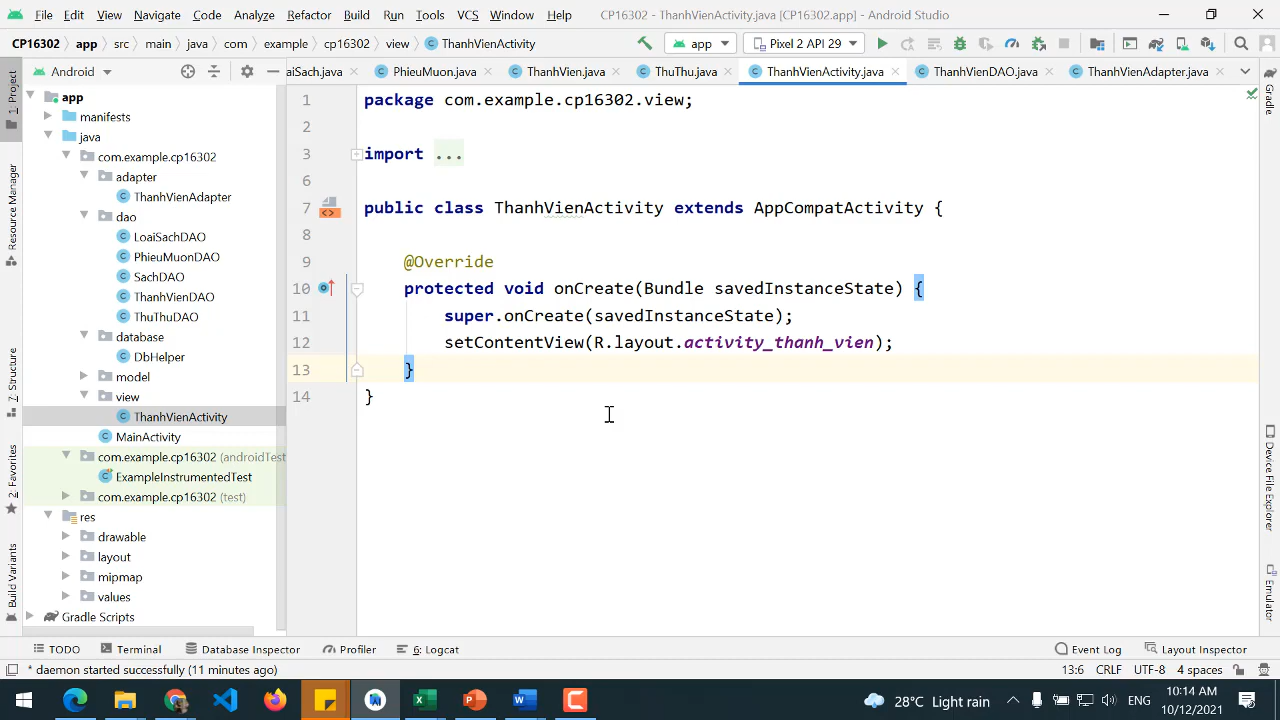 File Edit View Navigate Code Analyze Refactor Build Run Tools VCS Window Help CP16302 - ThanhVienActivity.java [CP16302.app] - Android Studio
CP16302 app src main java com example cp16302 view ThanhVienActivity app Pixel 2 API 29
Android aiSach.java PhieuMuon.java ThanhVien.java ThuThu.java ThanhVienActivity.java ThanhVienDAO.java ThanhVienAdapter.java
1: Project
Resource Manager
Z: Structure
2: Favorites
Build Variants
app
manifests
java
com.example.cp16302
adapter
ThanhVienAdapter
dao
LoaiSachDAO
PhieuMuonDAO
SachDAO
ThanhVienDAO
ThuThuDAO
database
DbHelper
model
view
ThanhVienActivity
MainActivity
com.example.cp16302 (androidTest
ExampleInstrumentedTest
com.example.cp16302 (test)
res
drawable
layout
mipmap
values
Gradle Scripts
1 package com.example.cp16302.view;
2
3 import ...
6
7 public class ThanhVienActivity extends AppCompatActivity {
8
9 @Override
10 protected void onCreate(Bundle savedInstanceState) {
11 super.onCreate(savedInstanceState);
12 setContentView(R.layout.activity_thanh_vien);
13 }
14 }
Gradle
Device File Explorer
Emulator
TODO Terminal Database Inspector Profiler 6: Logcat Event Log Layout Inspector
* daemon started successfully (11 minutes ago) 13:6 CRLF UTF-8 4 spaces
28°C Light rain ENG 10:14 AM
10/12/2021